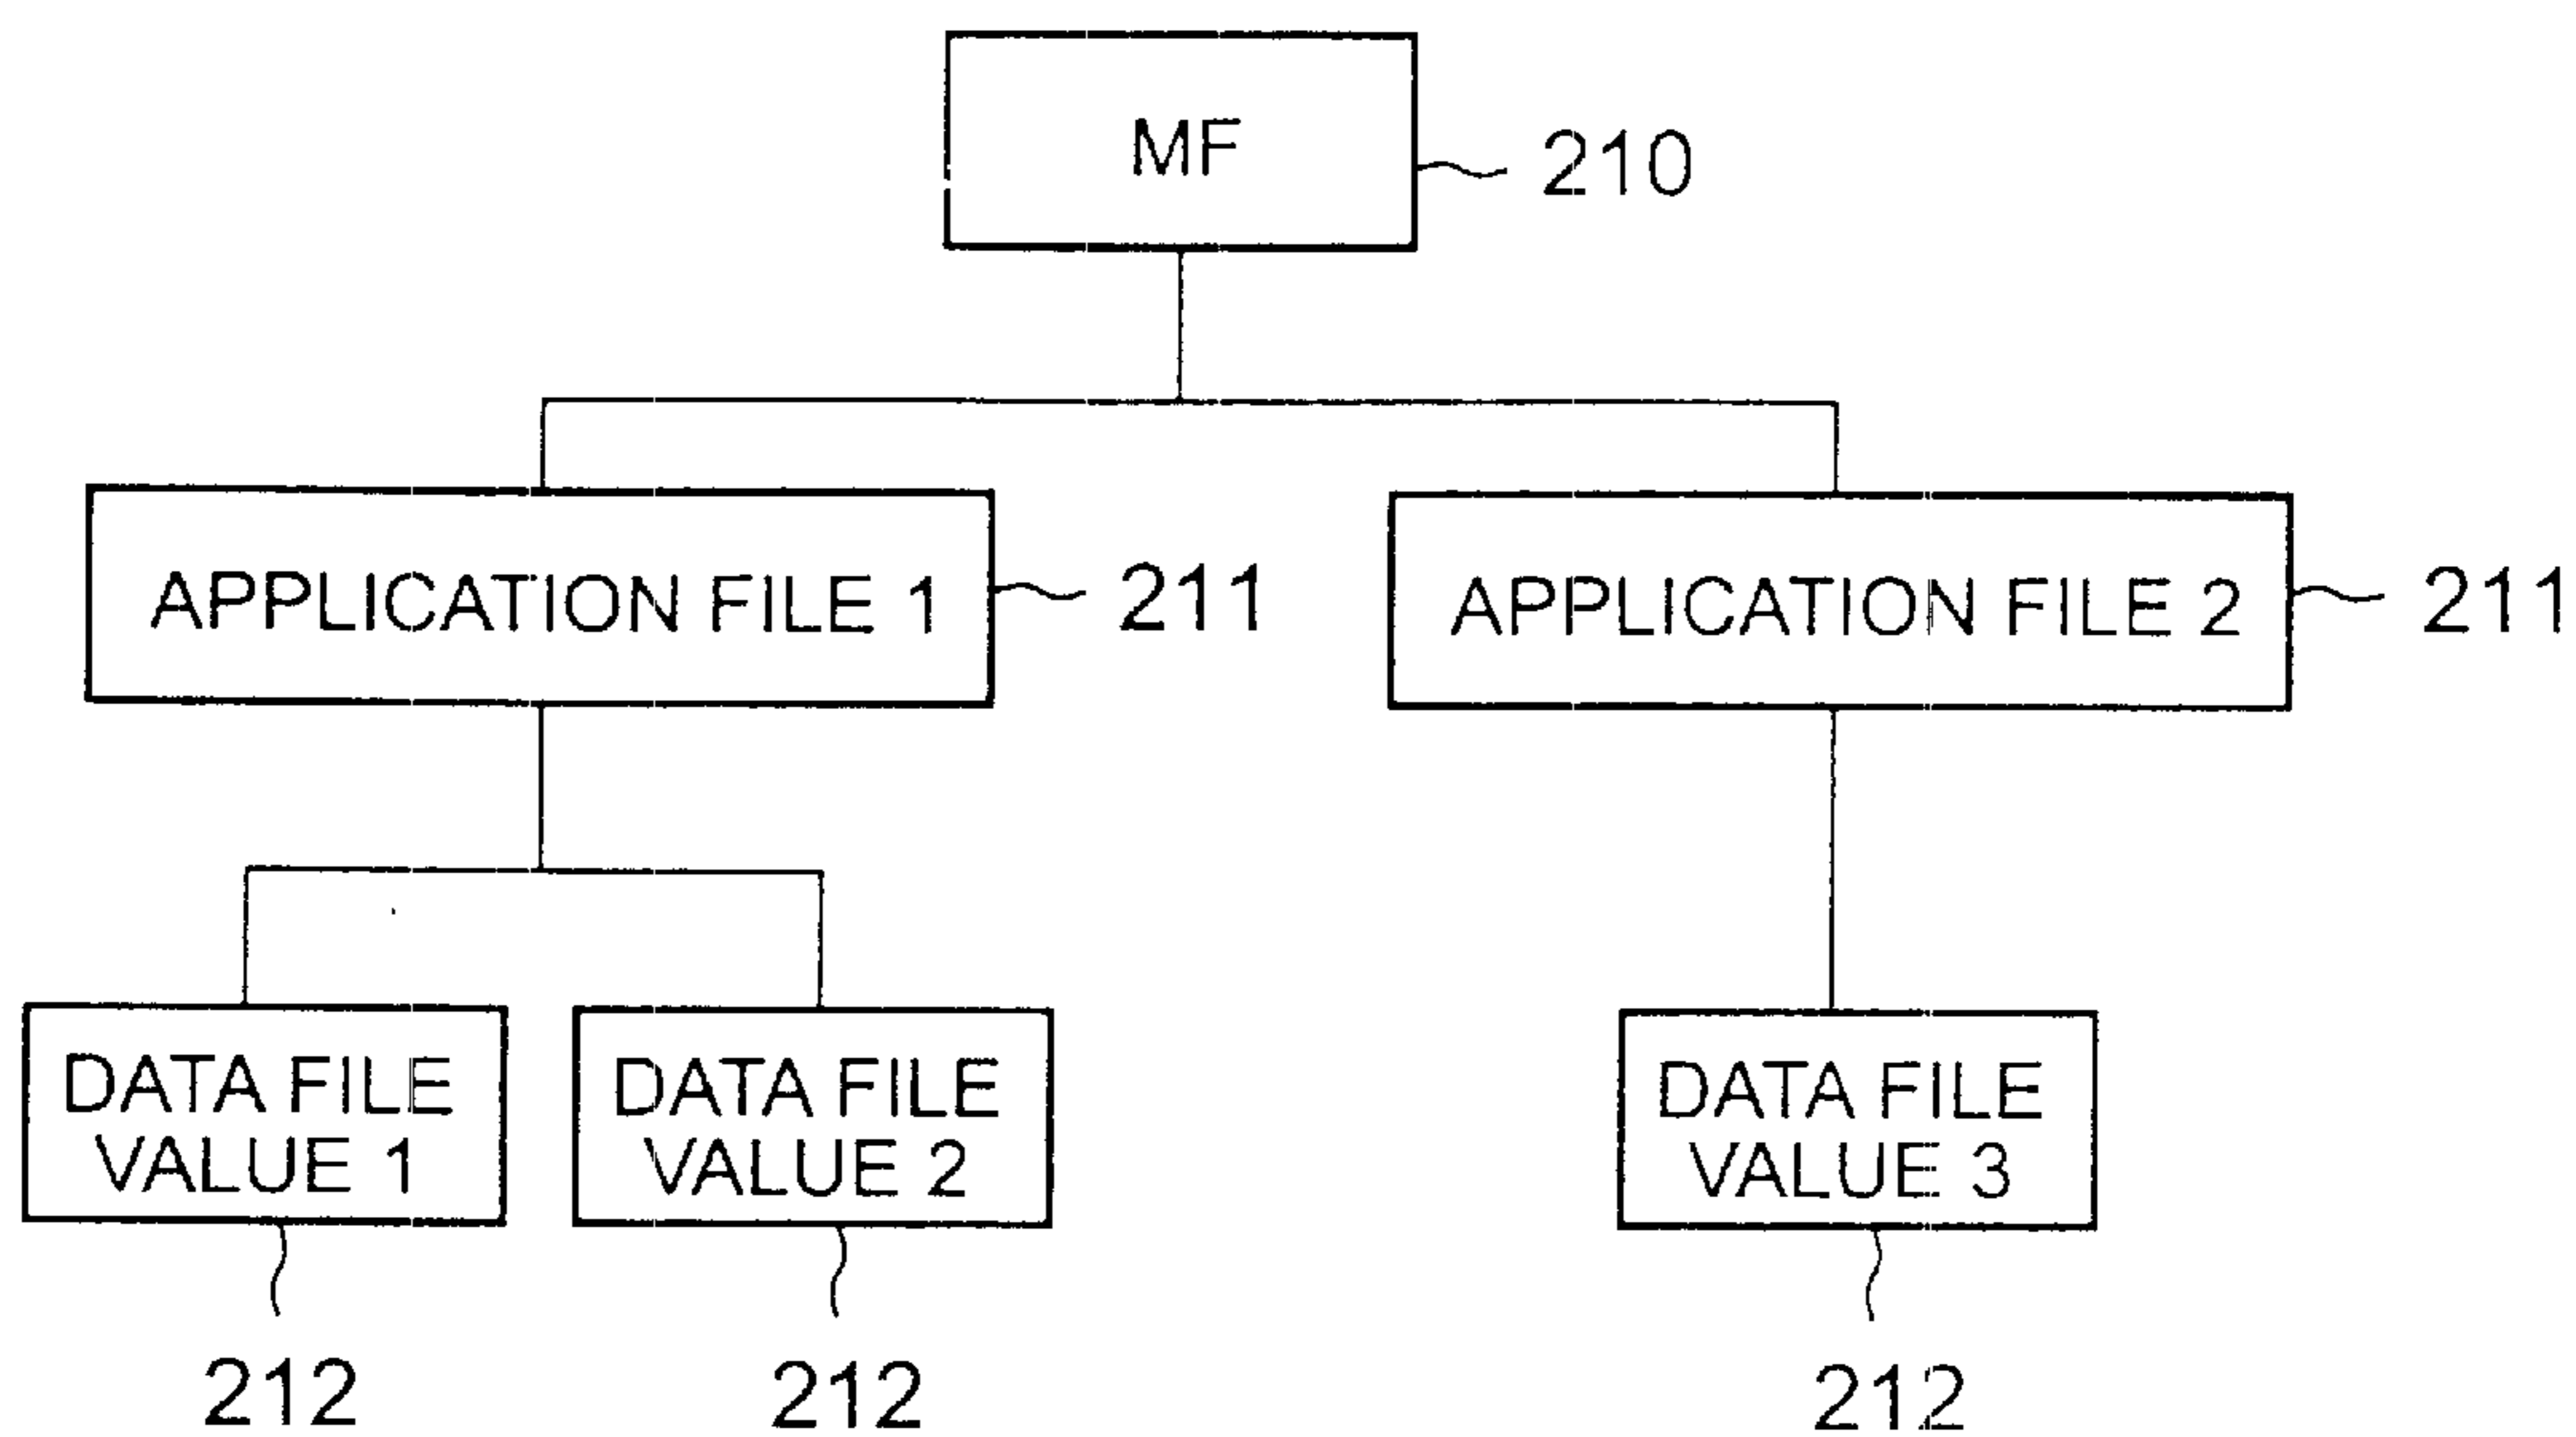 MF
210
APPLICATION FILE 1
211
APPLICATION FILE 2
211
DATA FILE
VALUE 1
DATA FILE
VALUE 2
DATA FILE
VALUE 3
212
212
212